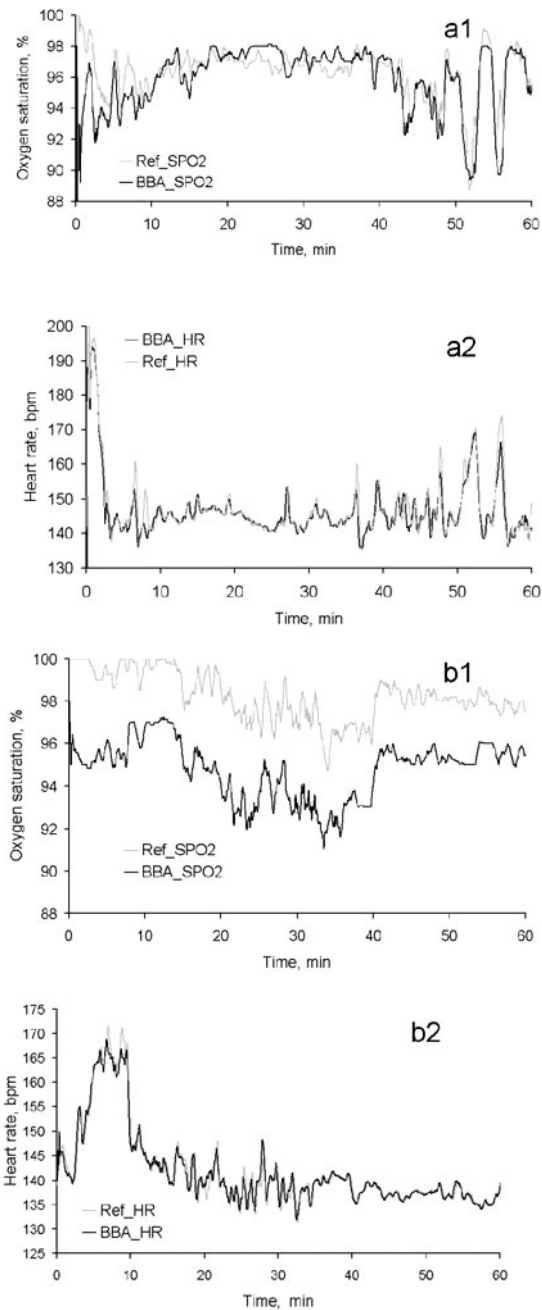 a1
Oxygen saturation, %
100
98
96
94
92
90
88
Ref_SPO2
BBA_SPO2
0 10 20 30 40 50 60
Time, min
a2
Heart rate, bpm
200
190
180
170
160
150
140
130
BBA_HR
Ref_HR
0 10 20 30 40 50 60
Time, min
b1
Oxygen saturation, %
100
98
96
94
92
90
88
Ref_SPO2
BBA_SPO2
0 10 20 30 40 50 60
Time, min
b2
Heart rate, bpm
175
170
165
160
155
150
145
140
135
130
125
Ref_HR
BBA_HR
0 10 20 30 40 50 60
Time, min